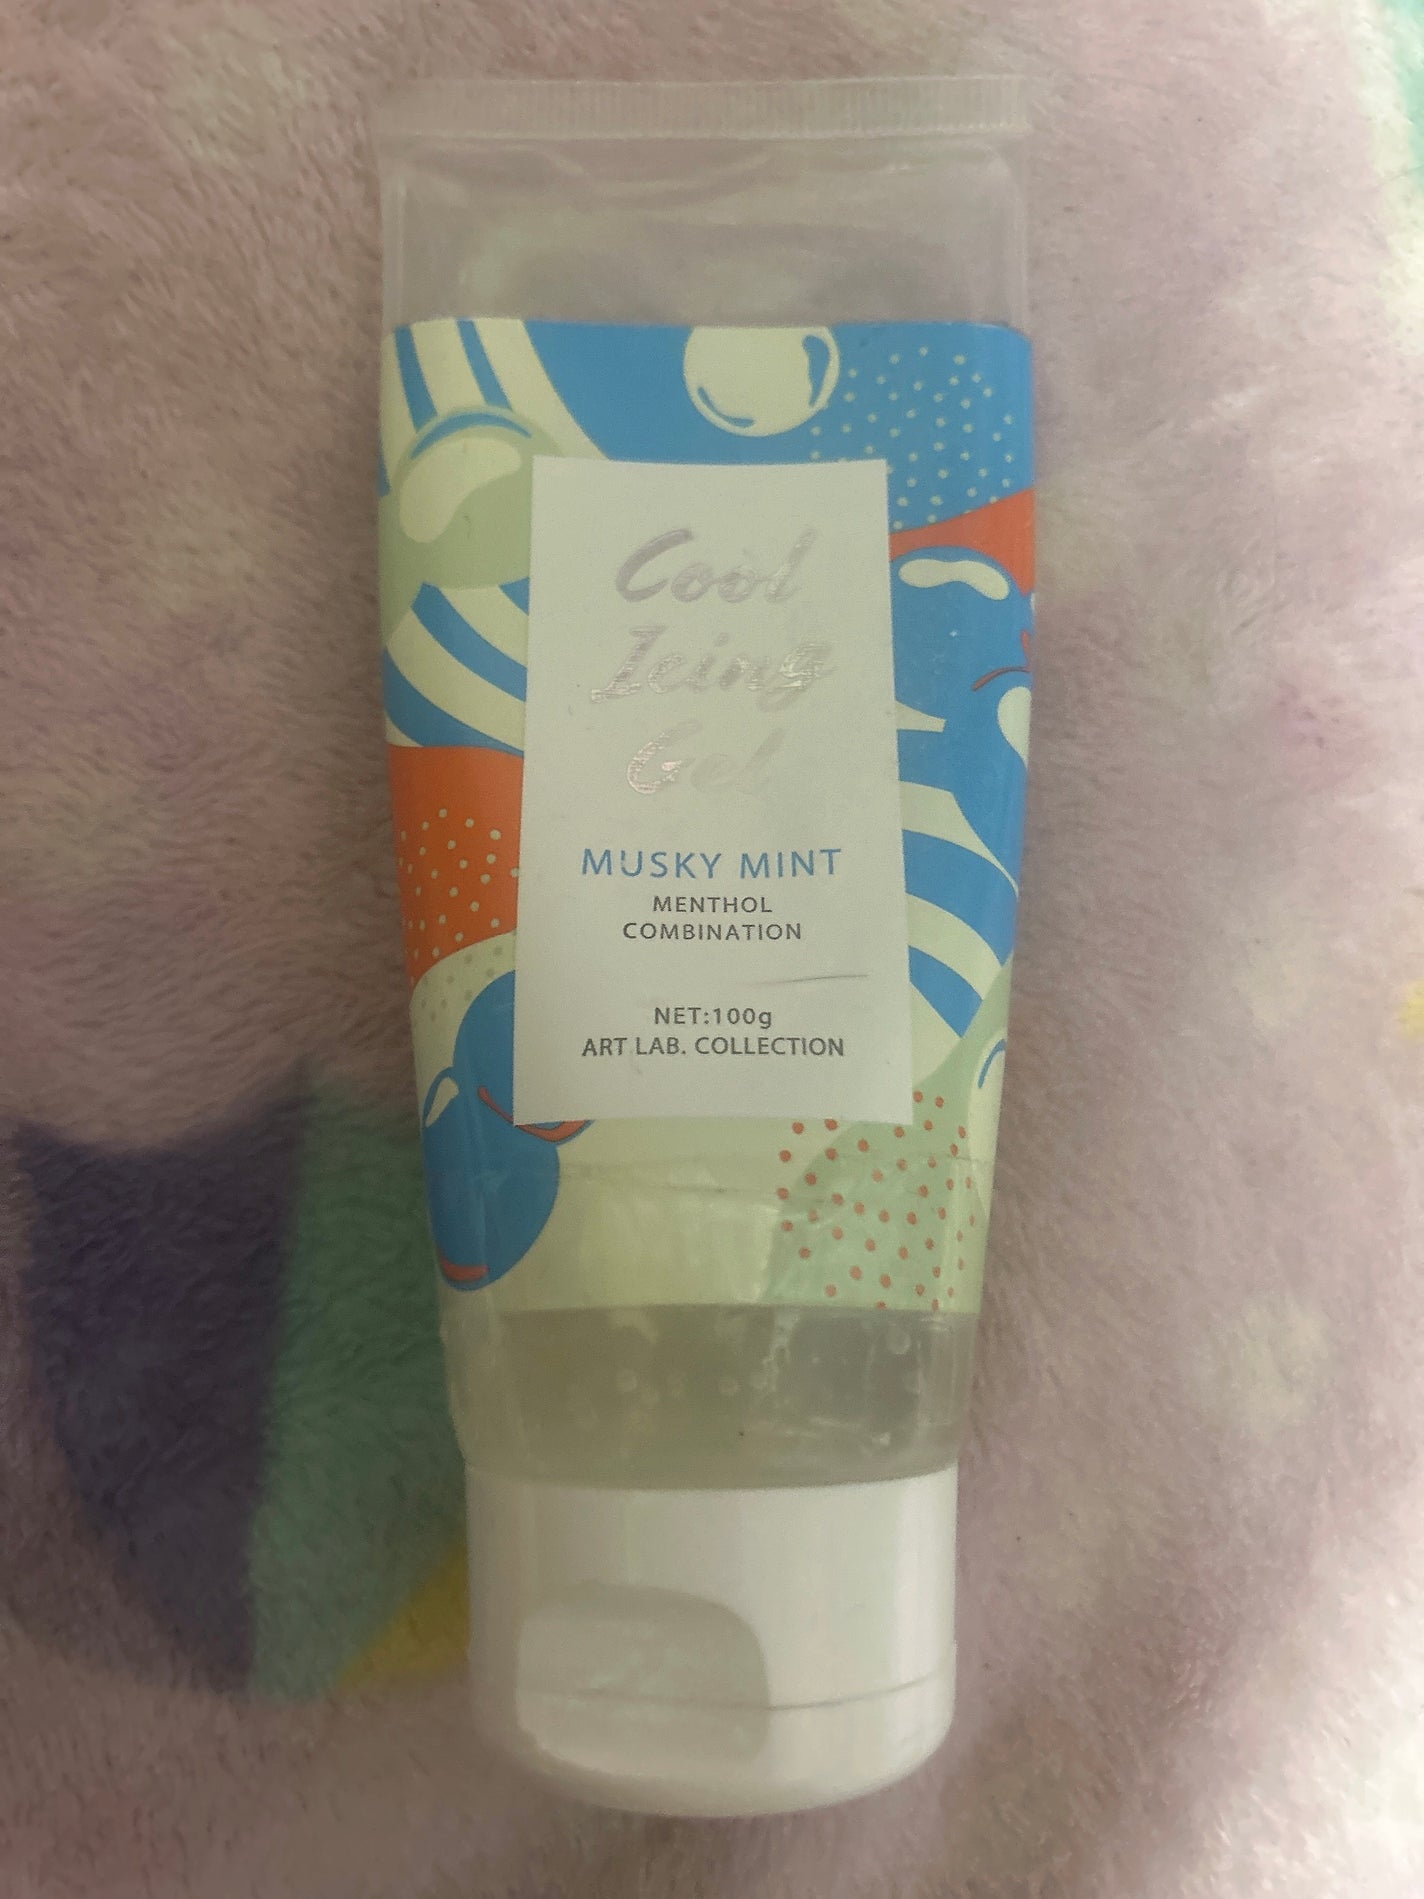 Cool
Icing
Gel
MUSKY MINT
MENTHOL
COMBINATION
NET:100g
ART LAB. COLLECTION